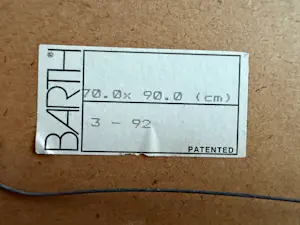 BARTH®
70.0x 90.0 (cm)
3 - 92
PATENTED